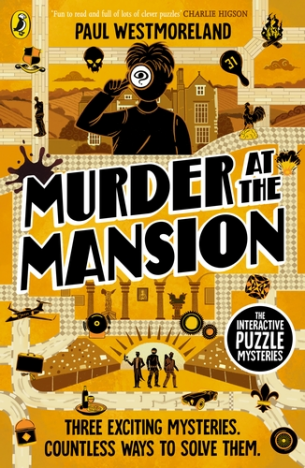 'Fun to read and full of lots of clever puzzles' CHARLIE HIGSON
PAUL WESTMORELAND
31
MURDER
AT
THE
MANSION
THE
INTERACTIVE
PUZZLE
MYSTERIES
THREE EXCITING MYSTERIES.
COUNTLESS WAYS TO SOLVE THEM.